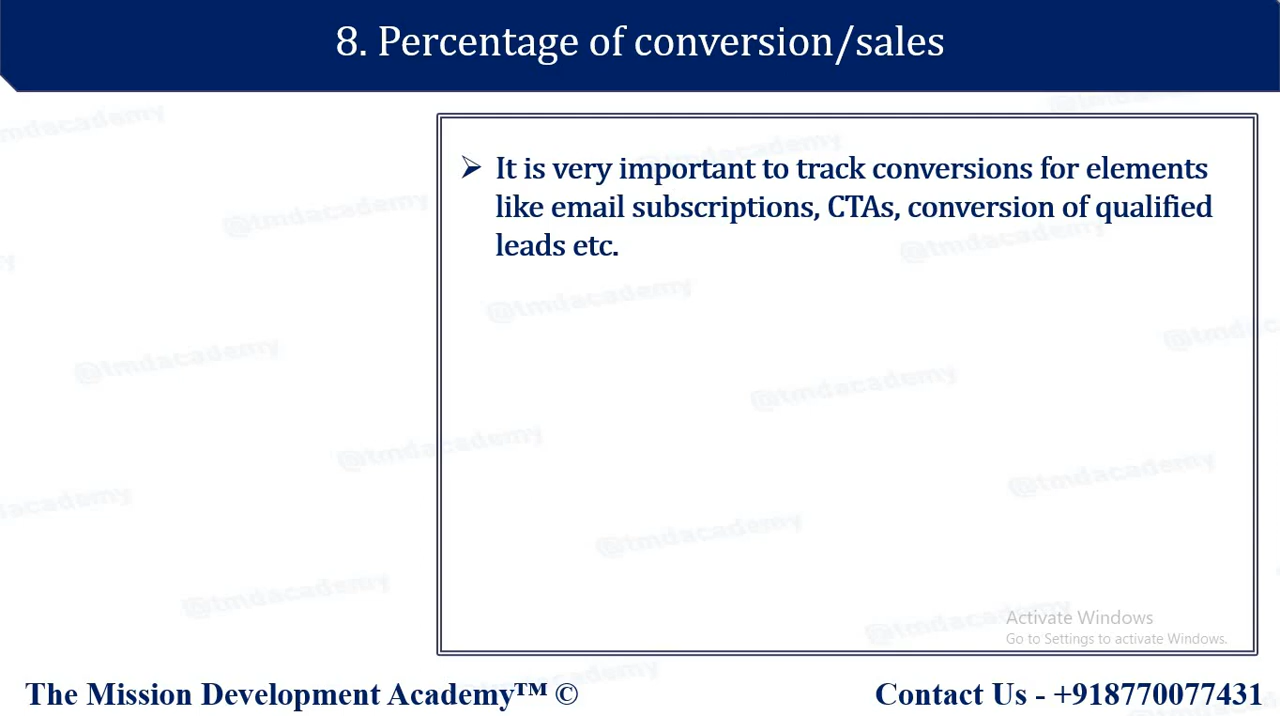 8. Percentage of conversion/sales
➢ It is very important to track conversions for elements
like email subscriptions, CTAs, conversion of qualified
leads etc.
@tmdacademy
Activate Windows
Go to Settings to activate Windows.
The Mission Development Academy™ ©
Contact Us - +918770077431